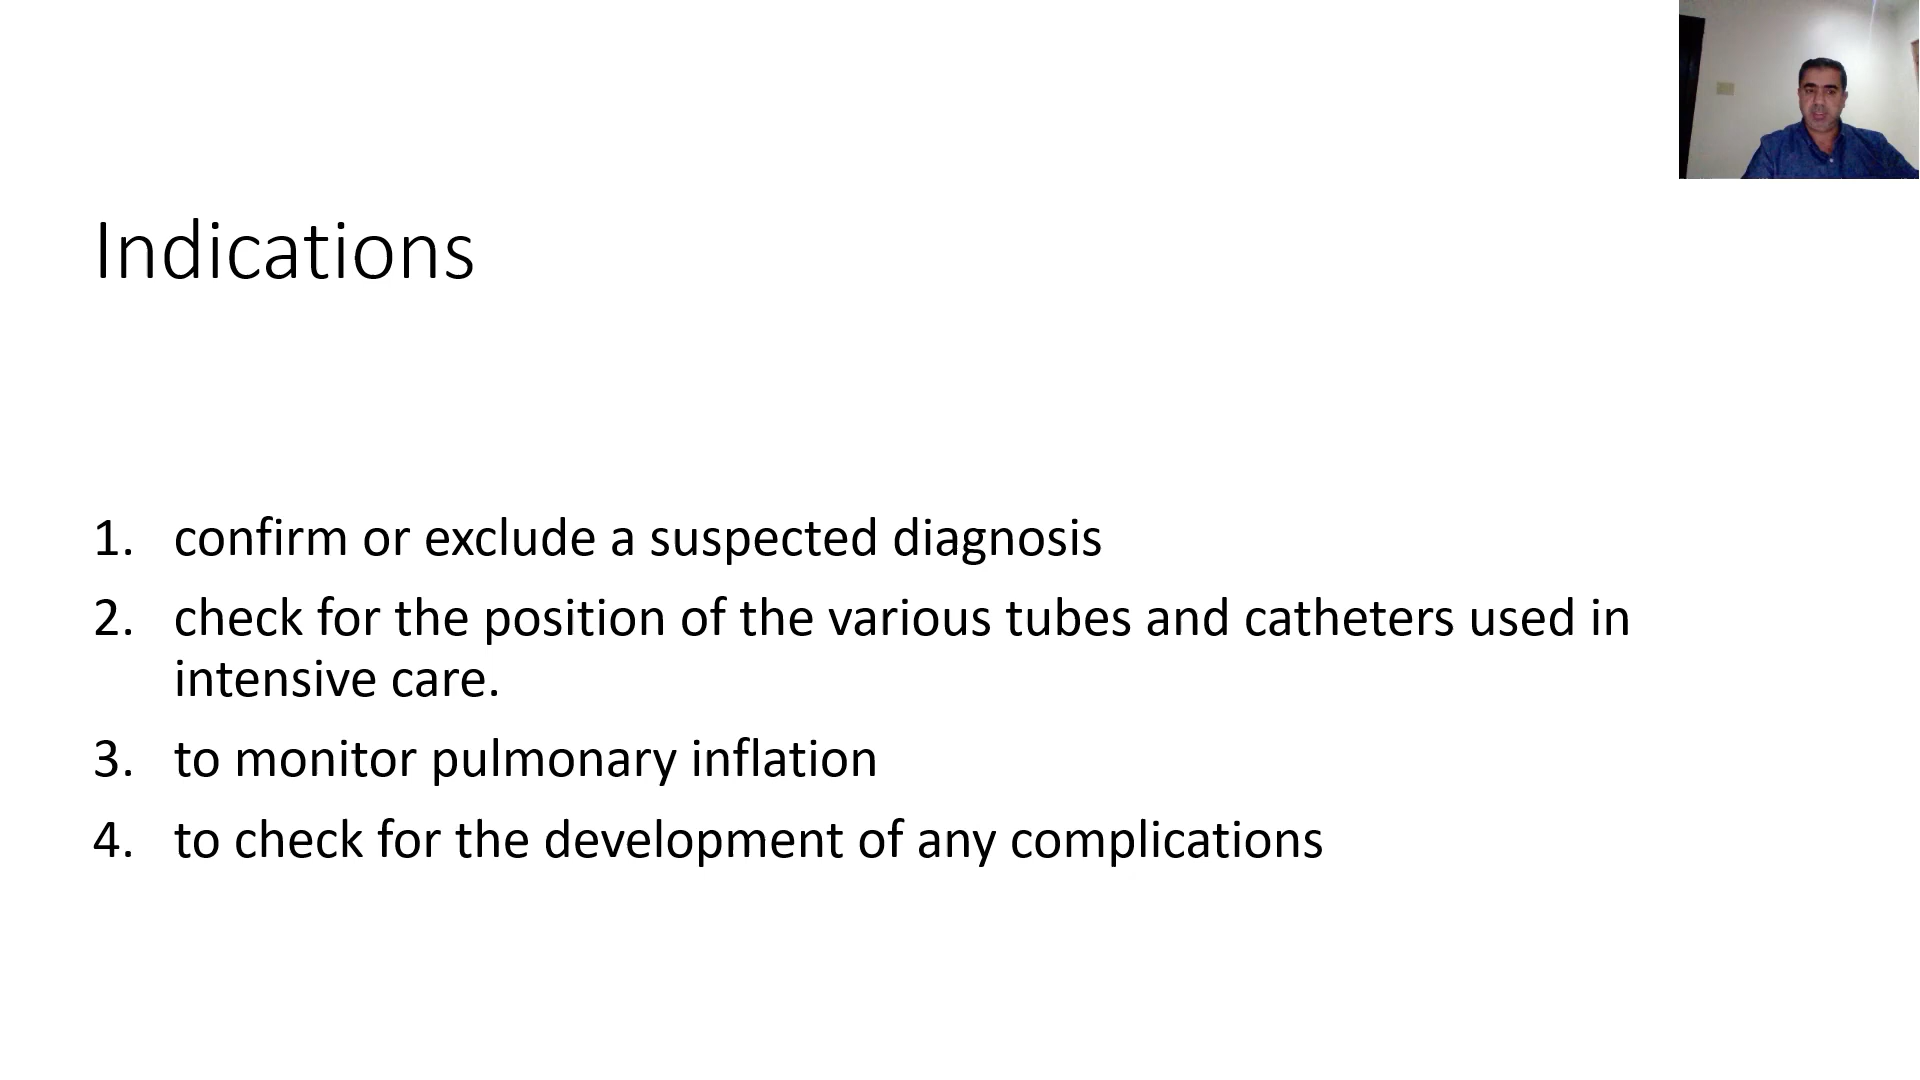 Indications
1. confirm or exclude a suspected diagnosis
2. check for the position of the various tubes and catheters used in
intensive care.
3. to monitor pulmonary inflation
4. to check for the development of any complications